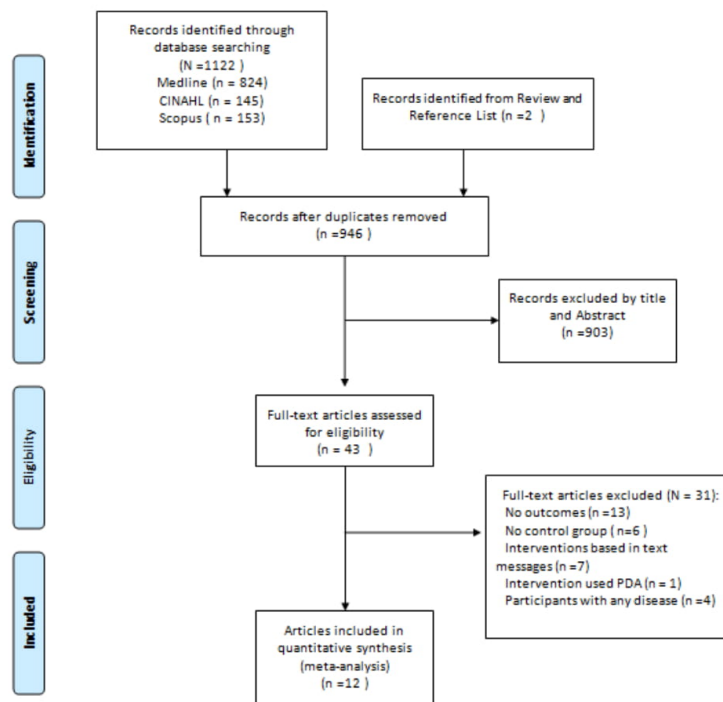 Identification
Records identified through
database searching
(N =1122 )
Medline (n = 824)
CINAHL (n = 145)
Scopus ( n = 153)
Records identified from Review and
Reference List (n =2 )
Records after duplicates removed
(n =946 )
Screening
Records excluded by title
and Abstract
(n =903)
Eligibility
Full-text articles assessed
for eligibility
(n = 43 )
Full-text articles excluded (N = 31):
No outcomes (n =13)
No control group ( n=6 )
Interventions based in text
messages (n =7)
Intervention used PDA (n = 1)
Participants with any disease (n =4)
Included
Articles included in
quantitative synthesis
(meta-analysis)
(n =12 )